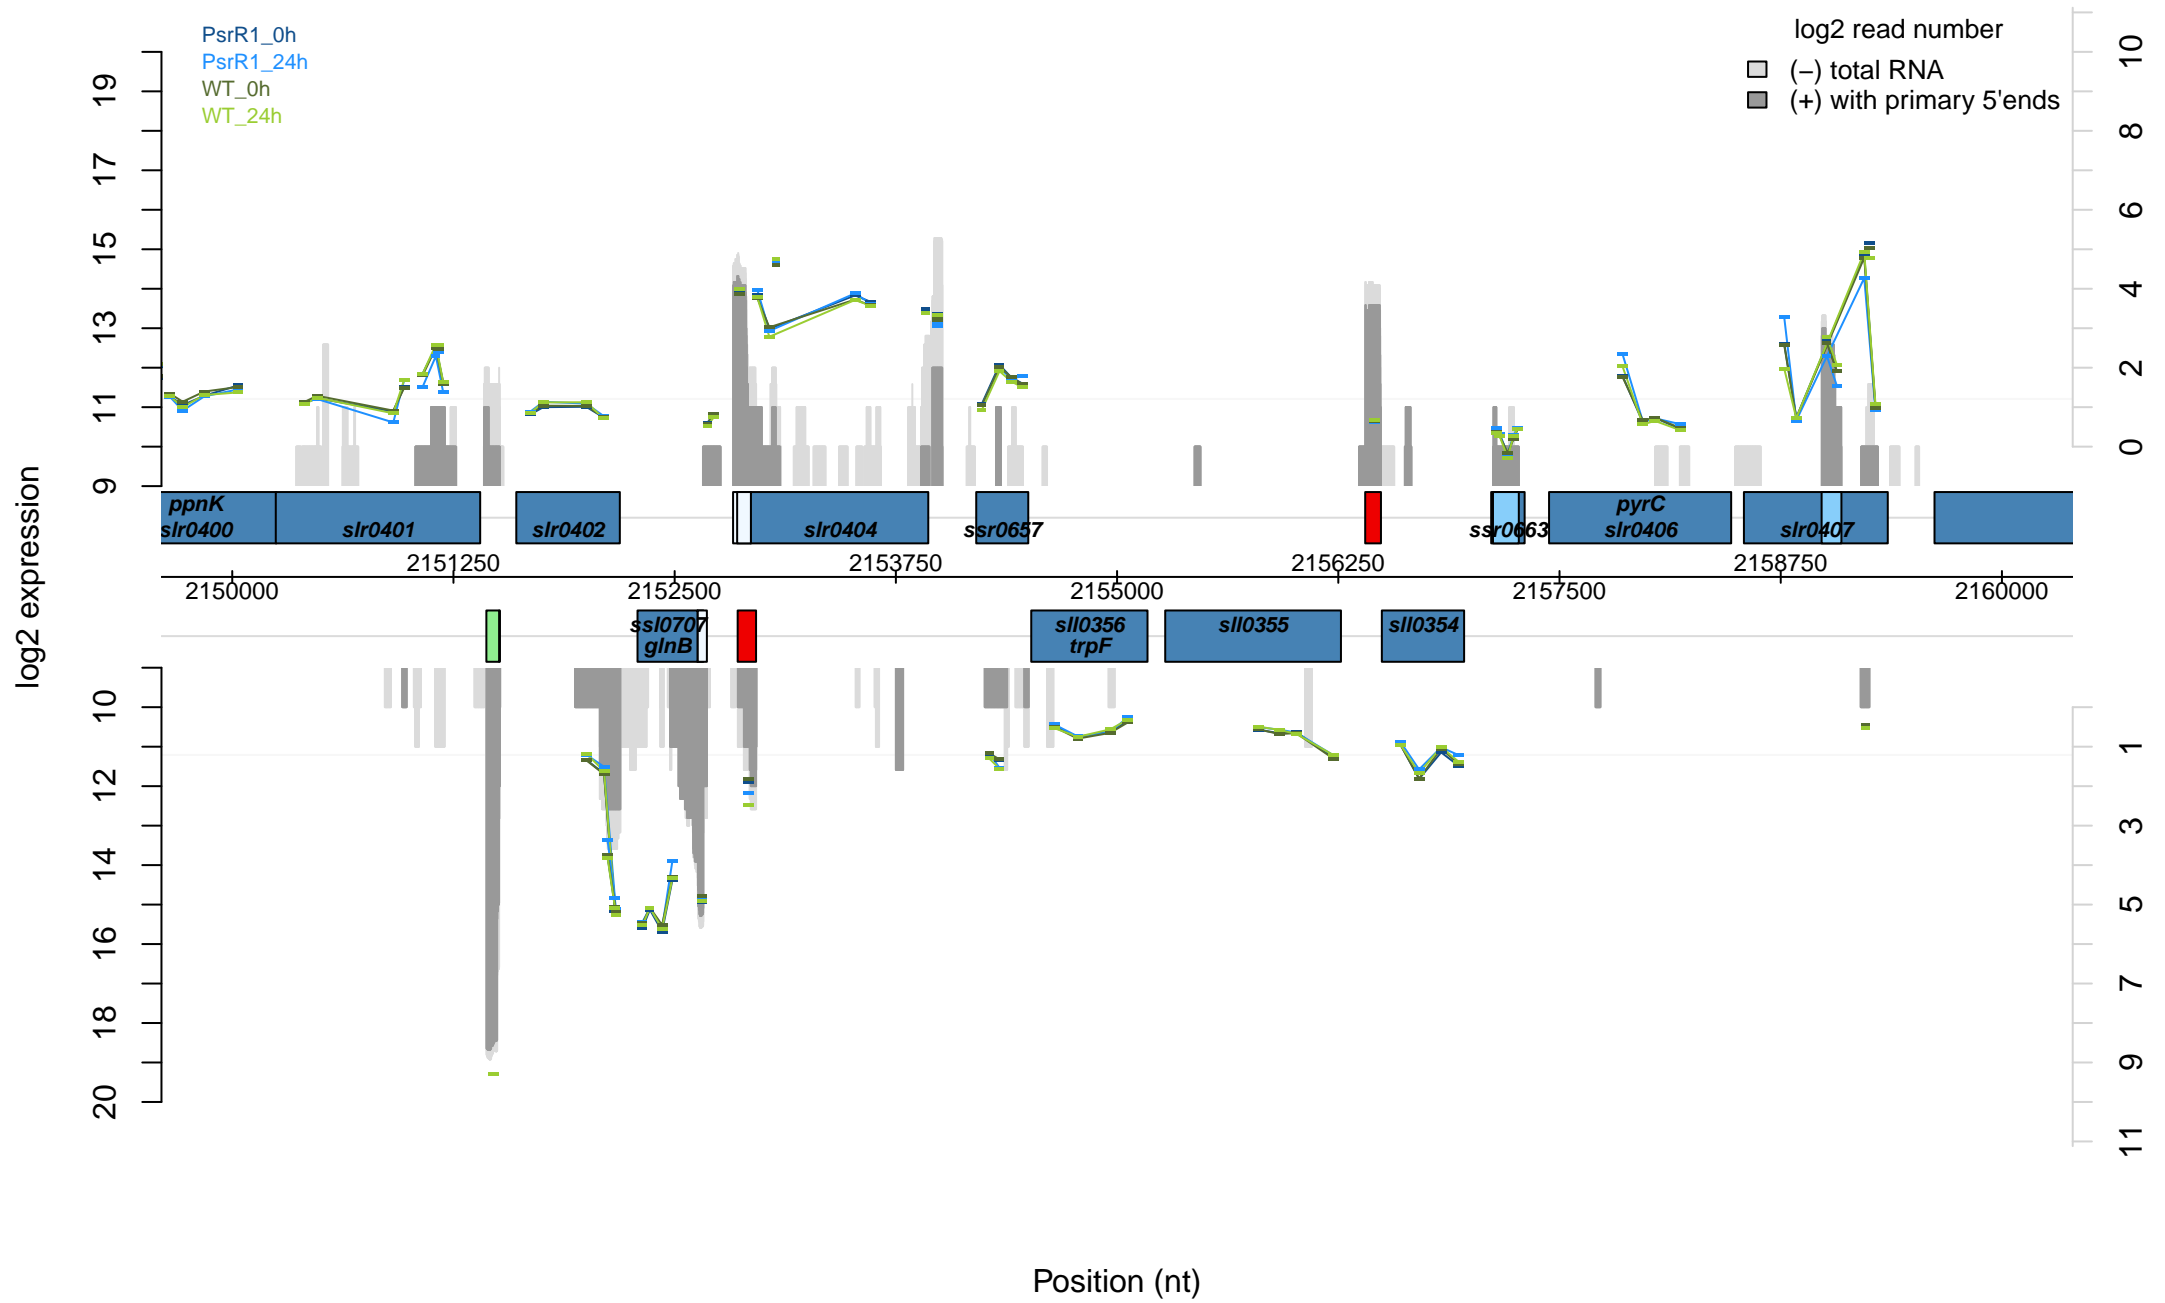 PsrR1_0h
PsrR1_24h
WT_0h
WT_24h
log2 read number
(−) total RNA
(+) with primary 5'ends
19
17
15
13
11
9
10
8
6
4
2
0
log2 expression
ppnK
slr0400
slr0401
slr0402
slr0404
ssr0657
ssr0663
pyrC
slr0406
slr0407
2151250
2153750
2156250
2158750
2150000
2152500
2155000
2157500
2160000
ssl0707
glnB
sll0356
trpF
sll0355
sll0354
10
12
14
16
18
20
1
3
5
7
9
11
Position (nt)